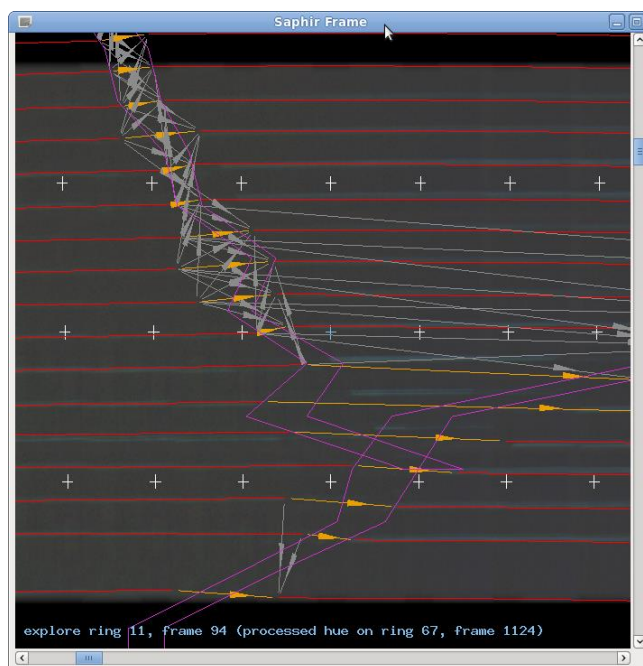 Saphir Frame
explore ring 11, frame 94 (processed hue on ring 67, frame 1124)